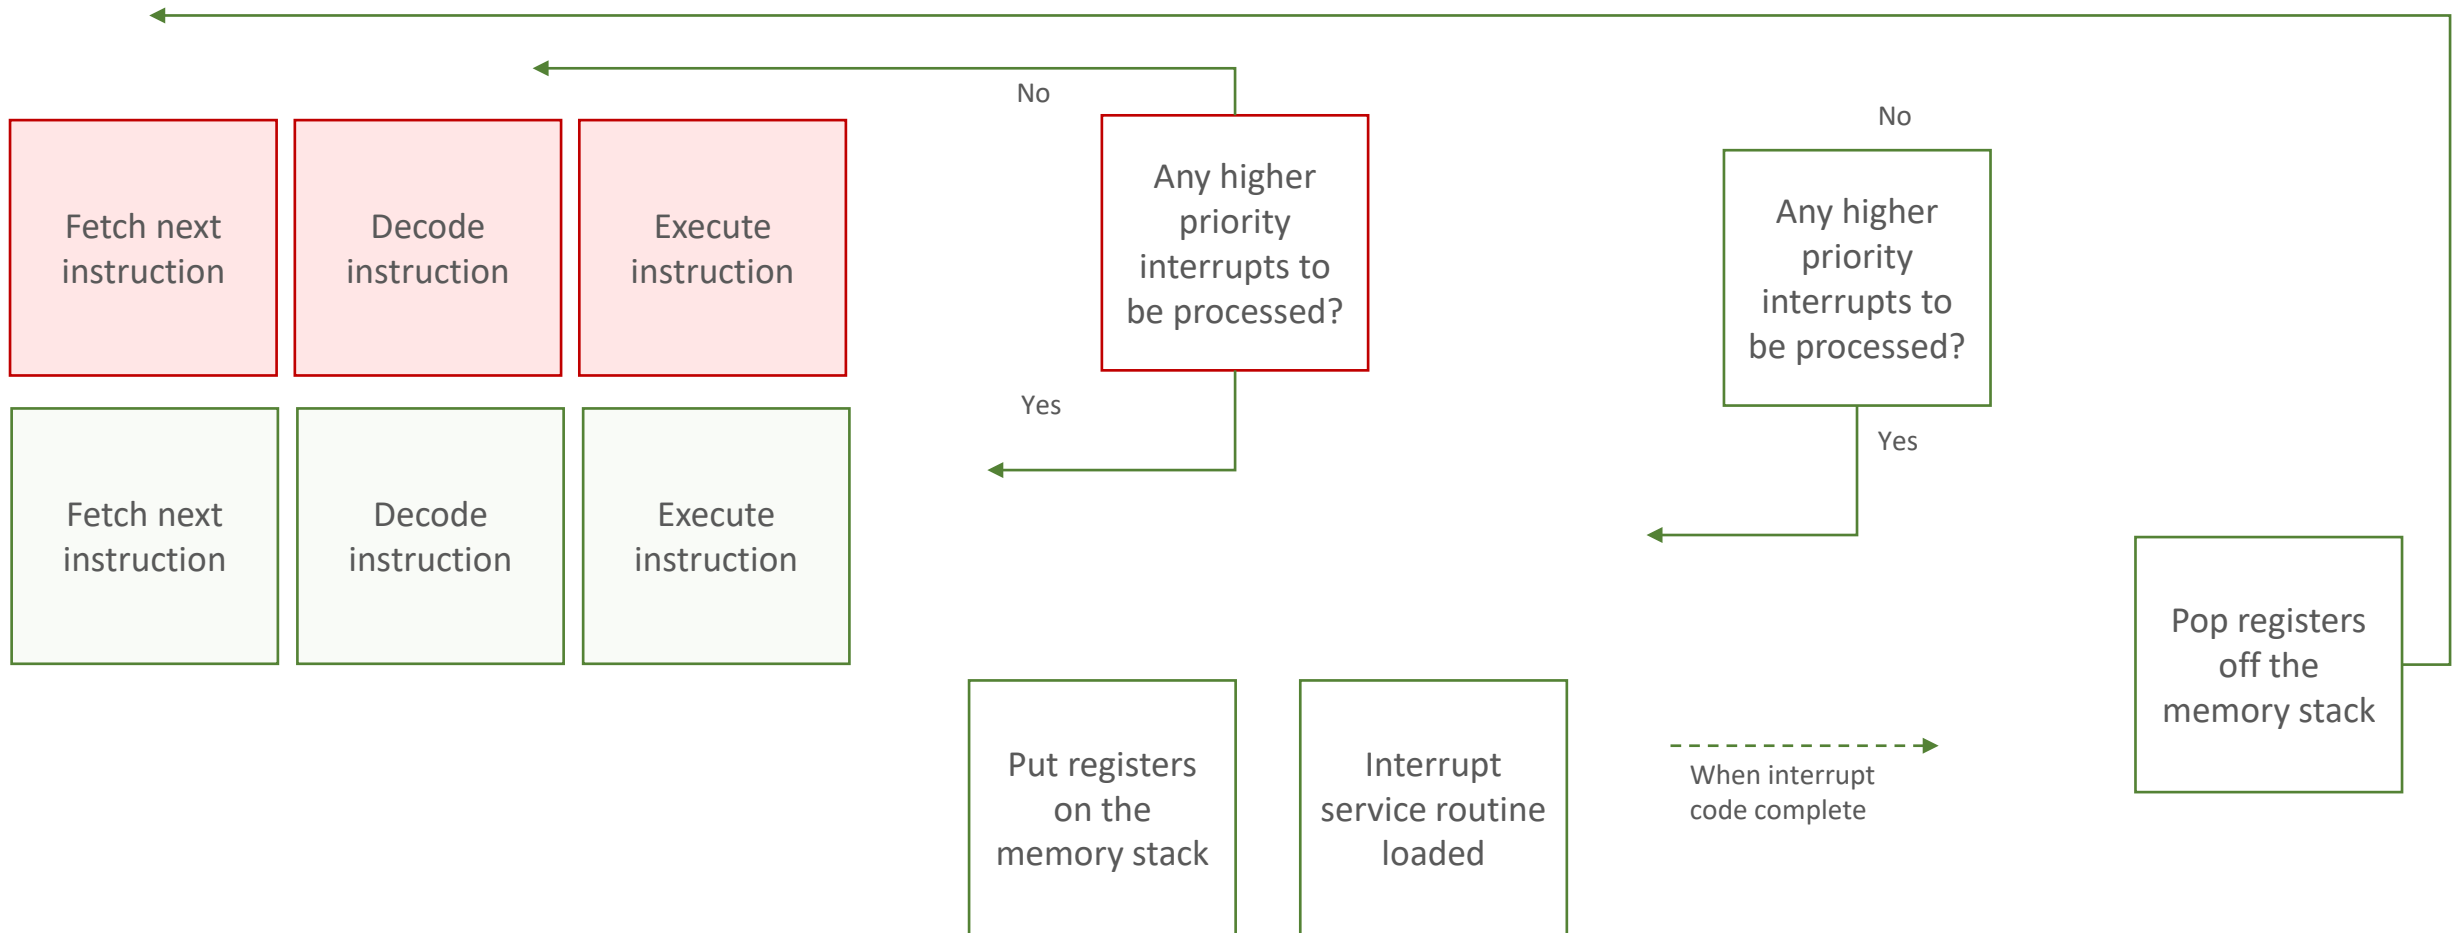 No
No
Fetch next
instruction
Decode
instruction
Execute
instruction
Any higher
priority
interrupts to
be processed?
Any higher
priority
interrupts to
be processed?
Yes
Yes
Fetch next
instruction
Decode
instruction
Execute
instruction
Pop registers
off the
memory stack
Put registers
on the
memory stack
Interrupt
service routine
loaded
When interrupt
code complete